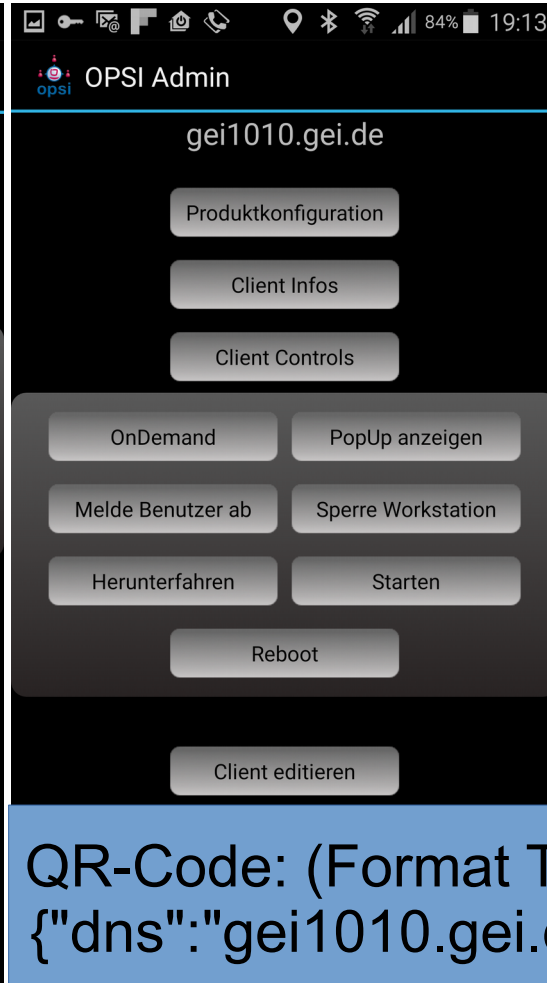 84% 19:13
opsi OPSI Admin
gei1010.gei.de
Produktkonfiguration
Client Infos
Client Controls
OnDemand PopUp anzeigen
Melde Benutzer ab Sperre Workstation
Herunterfahren Starten
Reboot
Client editieren
QR-Code: (Format T
{"dns":"gei1010.gei.